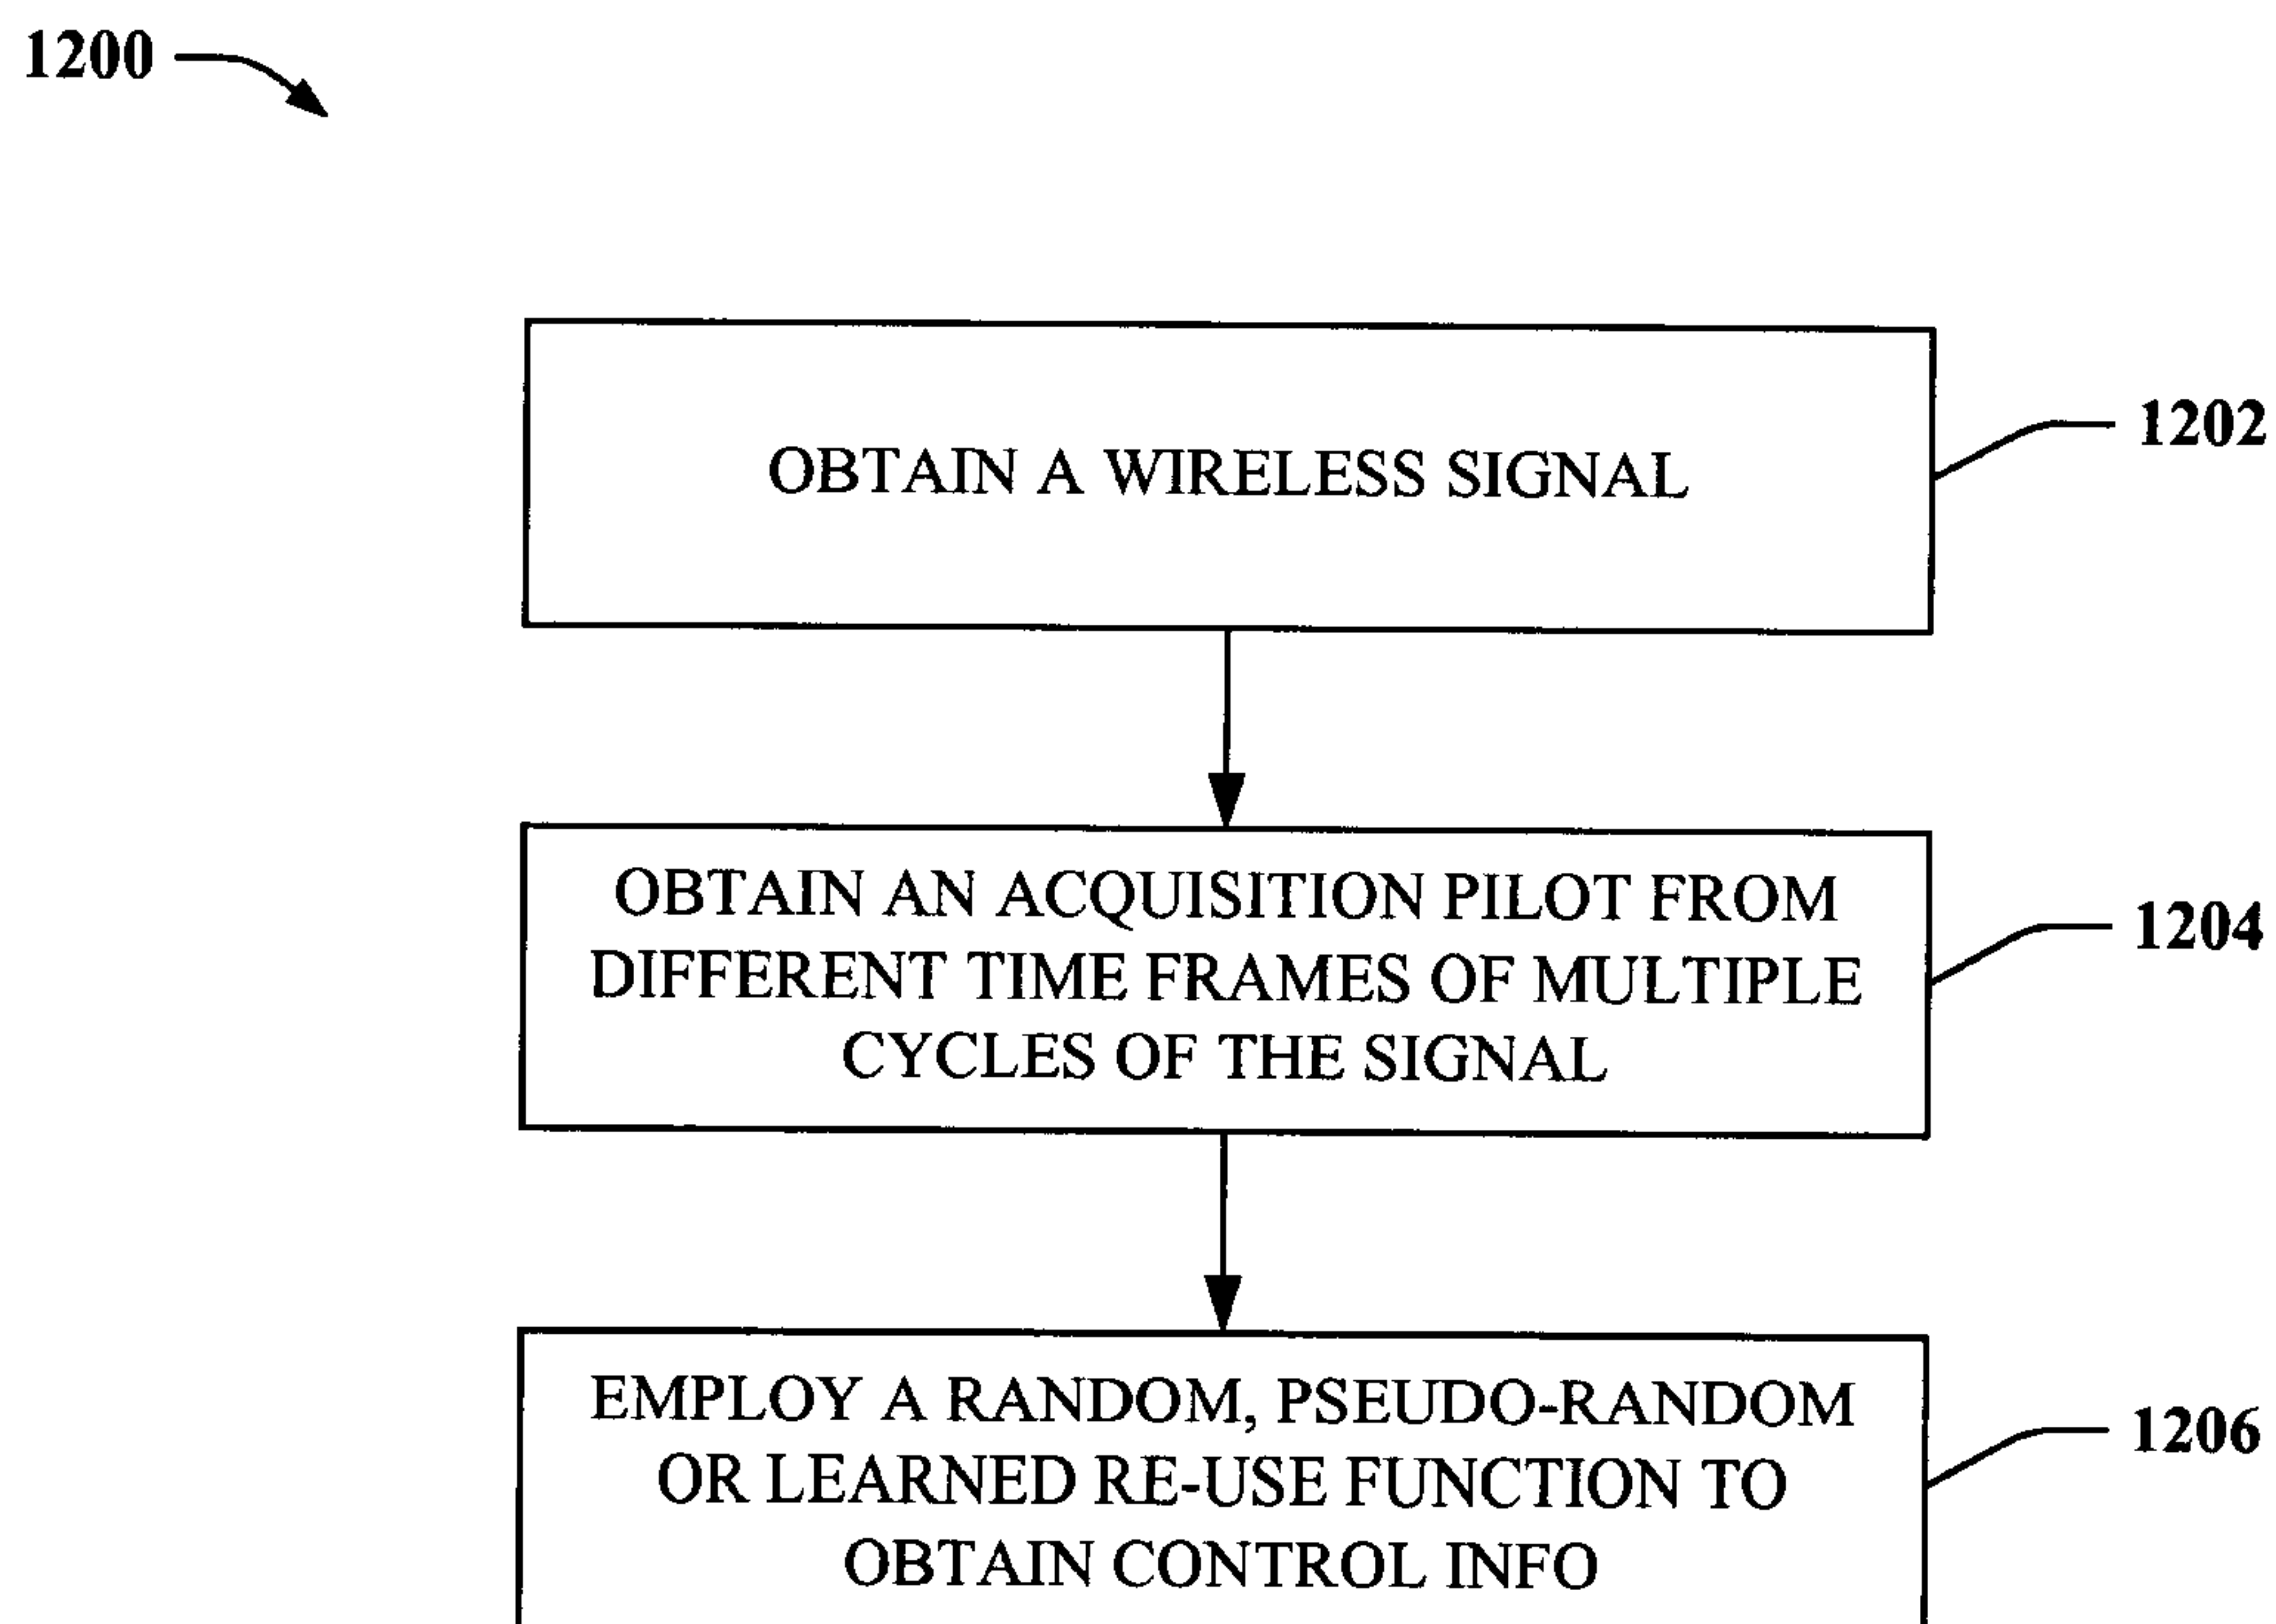 1200
OBTAIN A WIRELESS SIGNAL
1202
OBTAIN AN ACQUISITION PILOT FROM
DIFFERENT TIME FRAMES OF MULTIPLE
CYCLES OF THE SIGNAL
1204
EMPLOY A RANDOM, PSEUDO-RANDOM
OR LEARNED RE-USE FUNCTION TO
OBTAIN CONTROL INFO
1206